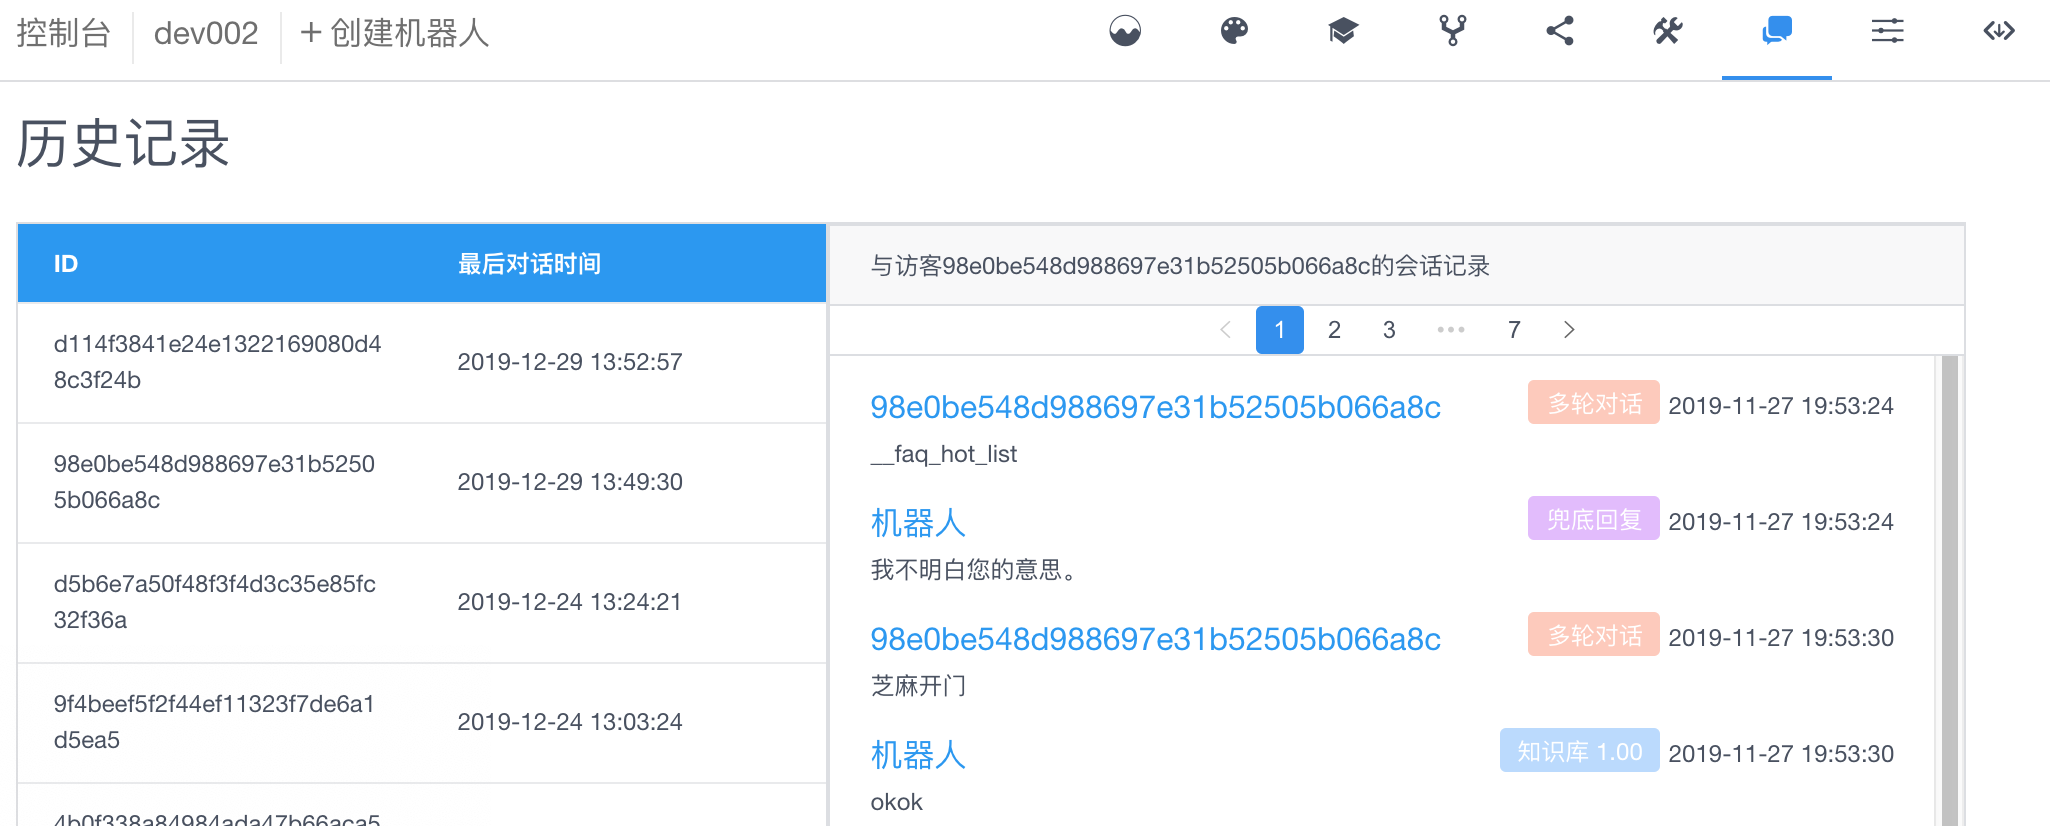 控制台 dev002 + 创建机器人
历史记录
ID 最后对话时间
d114f3841e24e1322169080d4
8c3f24b
2019-12-29 13:52:57
98e0be548d988697e31b5250
5b066a8c
2019-12-29 13:49:30
d5b6e7a50f48f3f4d3c35e85fc
32f36a
2019-12-24 13:24:21
9f4beef5f2f44ef11323f7de6a1
d5ea5
2019-12-24 13:03:24
4b0f338a84984ada47b66aca5
与访客98e0be548d988697e31b52505b066a8c的会话记录
1 2 3 ••• 7
98e0be548d988697e31b52505b066a8c 多轮对话 2019-11-27 19:53:24
__faq_hot_list
机器人 兜底回复 2019-11-27 19:53:24
我不明白您的意思。
98e0be548d988697e31b52505b066a8c 多轮对话 2019-11-27 19:53:30
芝麻开门
机器人 知识库 1.00 2019-11-27 19:53:30
okok